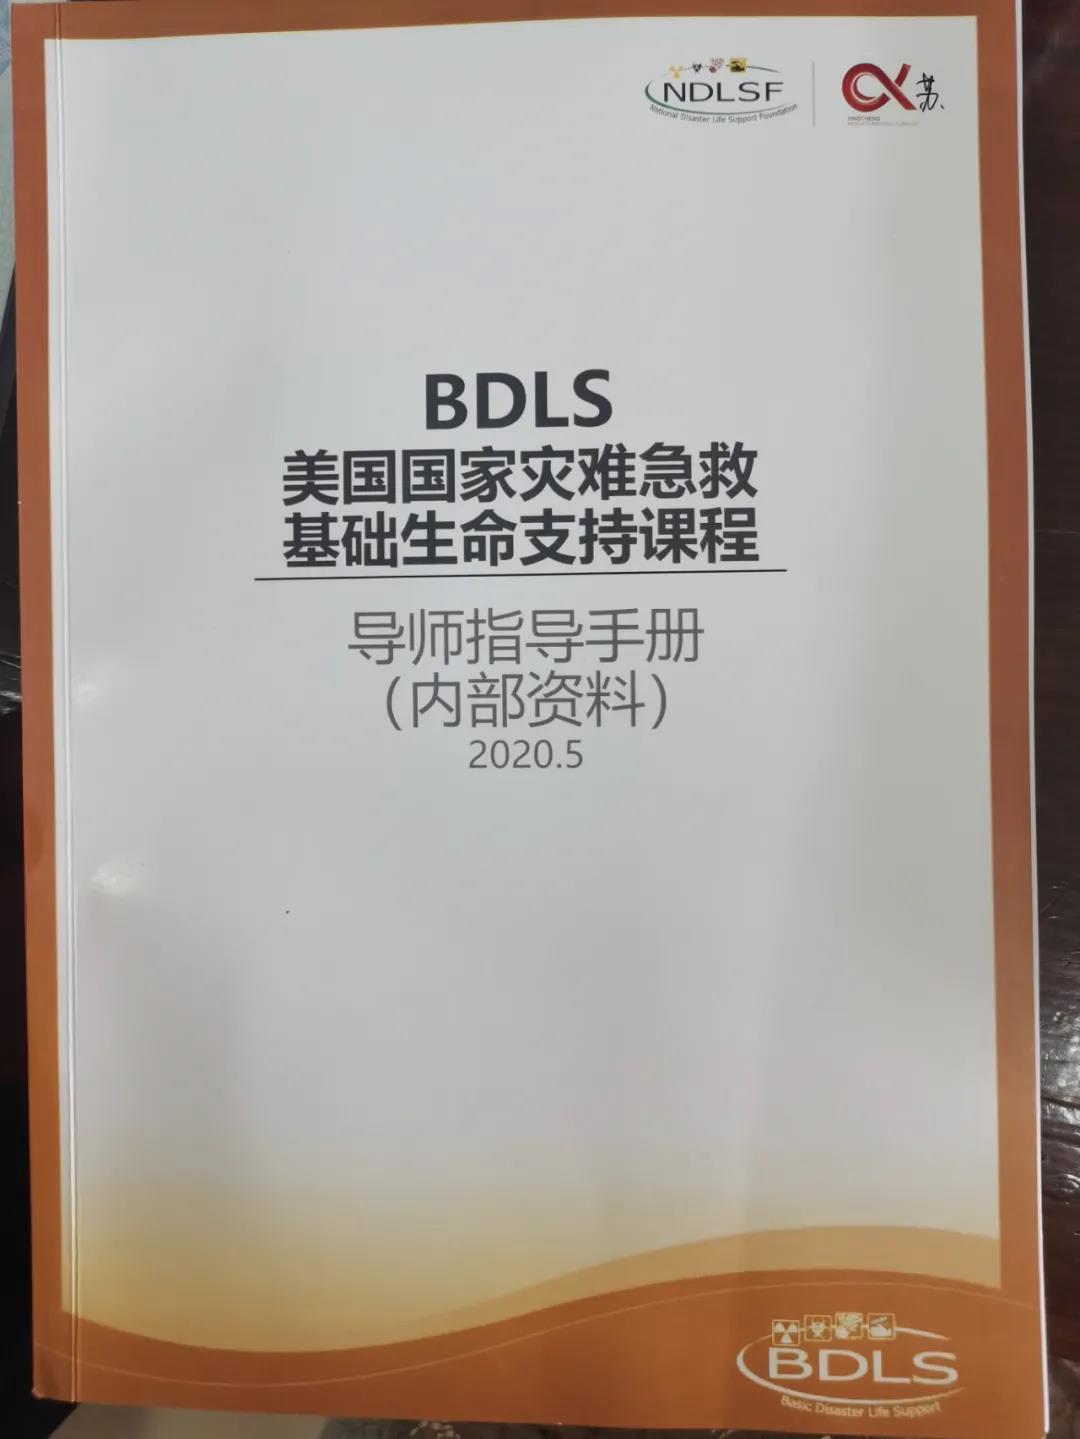 NDLSF
National Disaster Life Support Foundation
苏
BDLS
美国国家灾难急救
基础生命支持课程
导师指导手册
（内部资料）
2020.5
BDLS
Basic Disaster Life Support